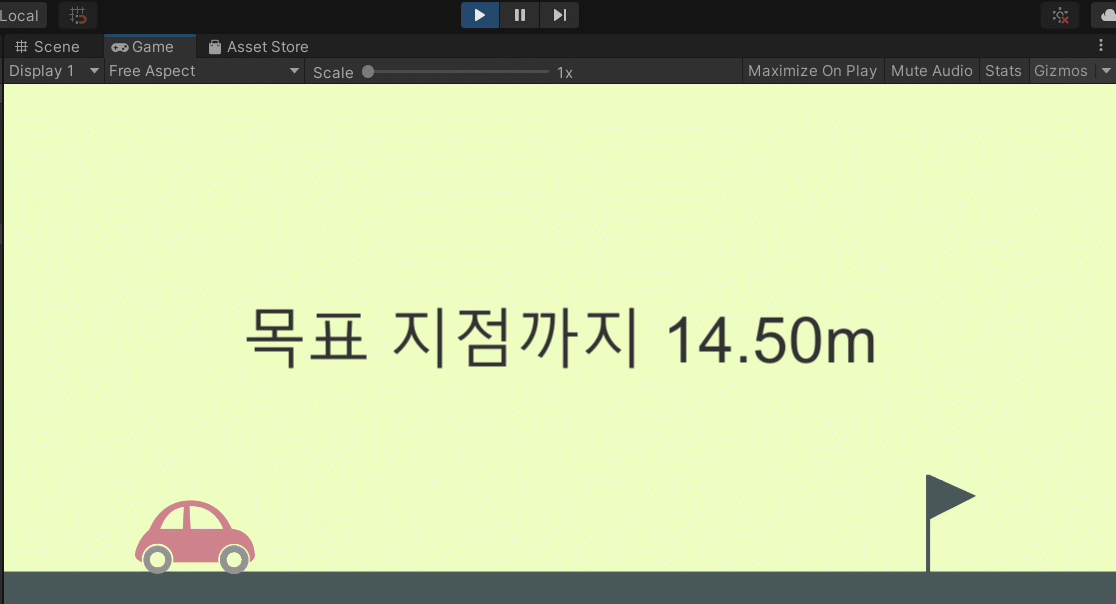 Local
Scene Game Asset Store
Display 1 Free Aspect Scale 1x Maximize On Play Mute Audio Stats Gizmos
목표 지점까지 14.50m